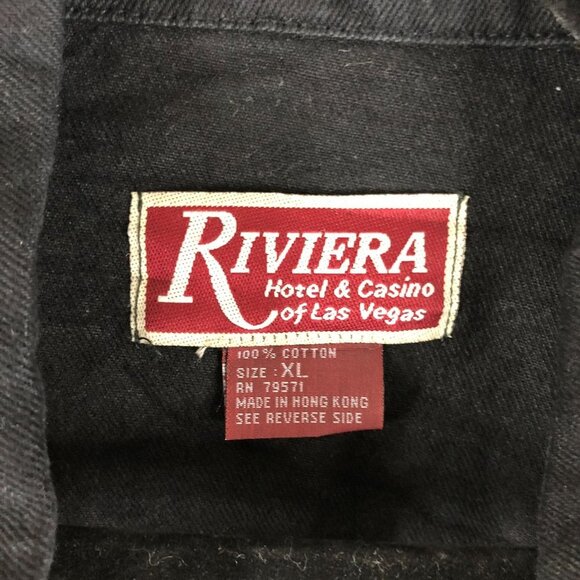 RIVIERA
Hotel & Casino
of Las Vegas
100% COTTON
SIZE : XL
RN 79571
MADE IN HONG KONG
SEE REVERSE SIDE